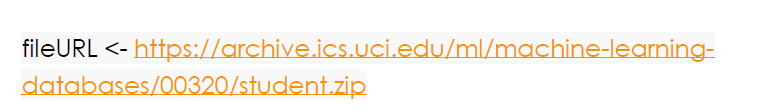 fileURL <- https://archive.ics.uci.edu/ml/machine-learning-
databases/00320/student.zip